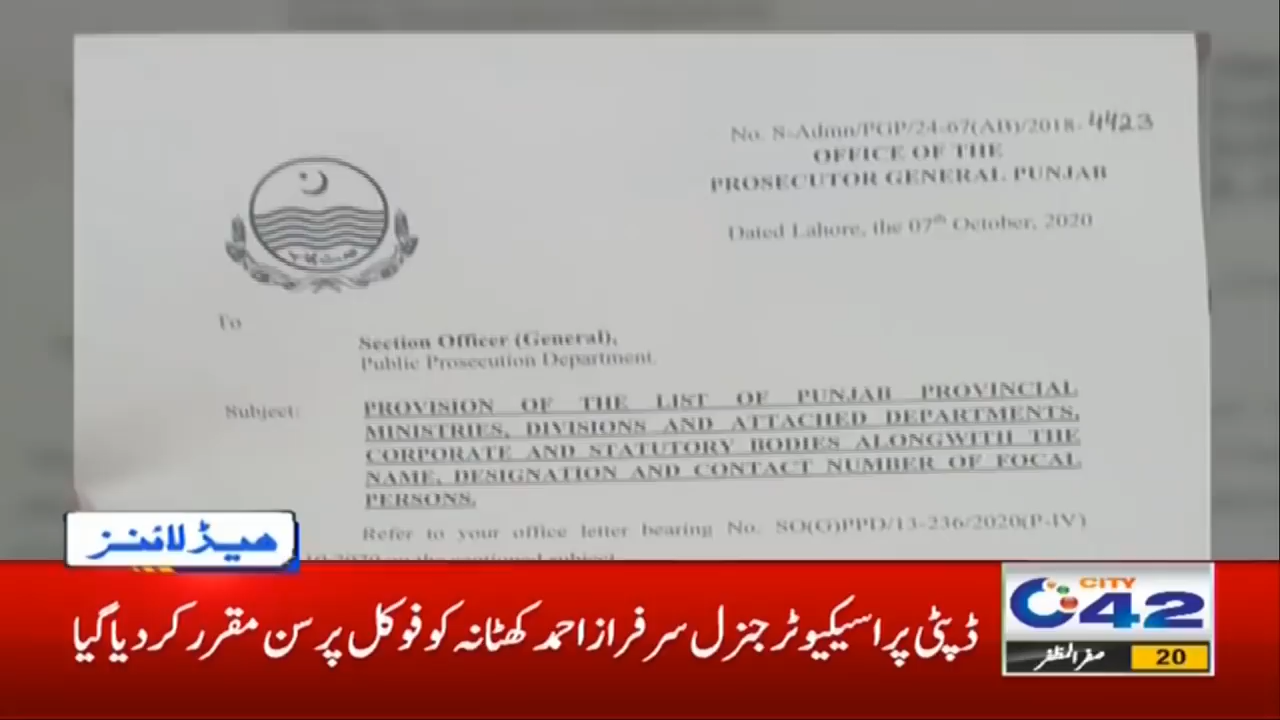 No. S-Admn/PGP/24-67(AB)/2018-4423
OFFICE OF THE
PROSECUTOR GENERAL PUNJAB
Dated Lahore, the 07th October, 2020
To
Section Officer (General),
Public Prosecution Department.
Subject:
PROVISION OF THE LIST OF PUNJAB PROVINCIAL
MINISTRIES, DIVISIONS AND ATTACHED DEPARTMENTS,
CORPORATE AND STATUTORY BODIES ALONGWITH THE
NAME, DESIGNATION AND CONTACT NUMBER OF FOCAL
PERSONS.
Refer to your office letter bearing No. SO(G)PPD/13-236/2020(P-IV)
ہیڈلائنز
ڈپٹی پراسیکیوٹر جنرل سرفراز احمد کھٹانہ کو فوکل پرسن مقرر کر دیا گیا
CITY
42
صفر المظفر
20